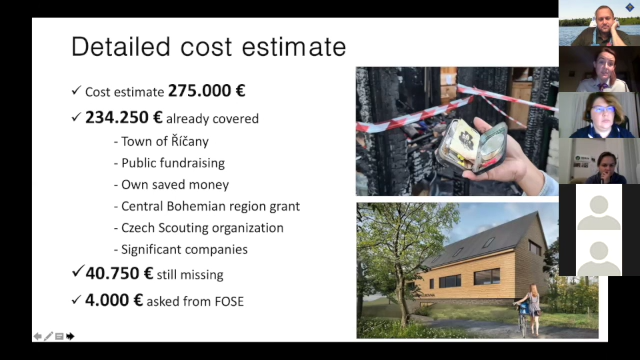 Detailed cost estimate
✓ Cost estimate 275.000 €
✓ 234.250 € already covered
- Town of Říčany
- Public fundraising
- Own saved money
- Central Bohemian region grant
- Czech Scouting organization
- Significant companies
✓ 40.750 € still missing
✓ 4.000 € asked from FOSE